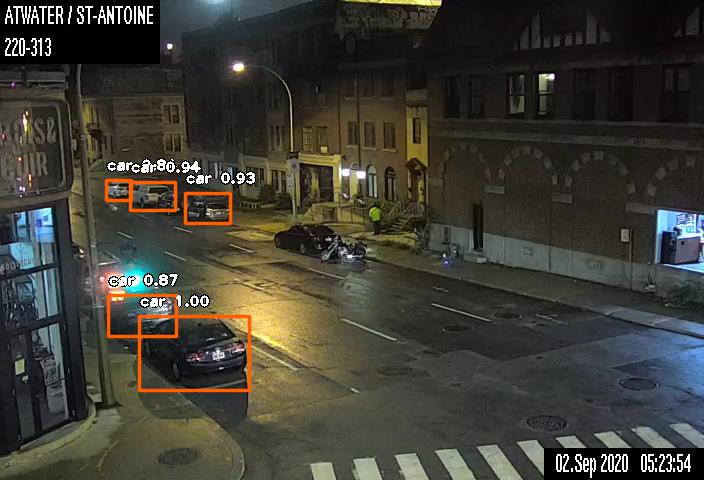 ATWATER / ST-ANTOINE
220-313
car 0.94
car 0.93
car 0.87
car 1.00
02.Sep 2020 05:23:54